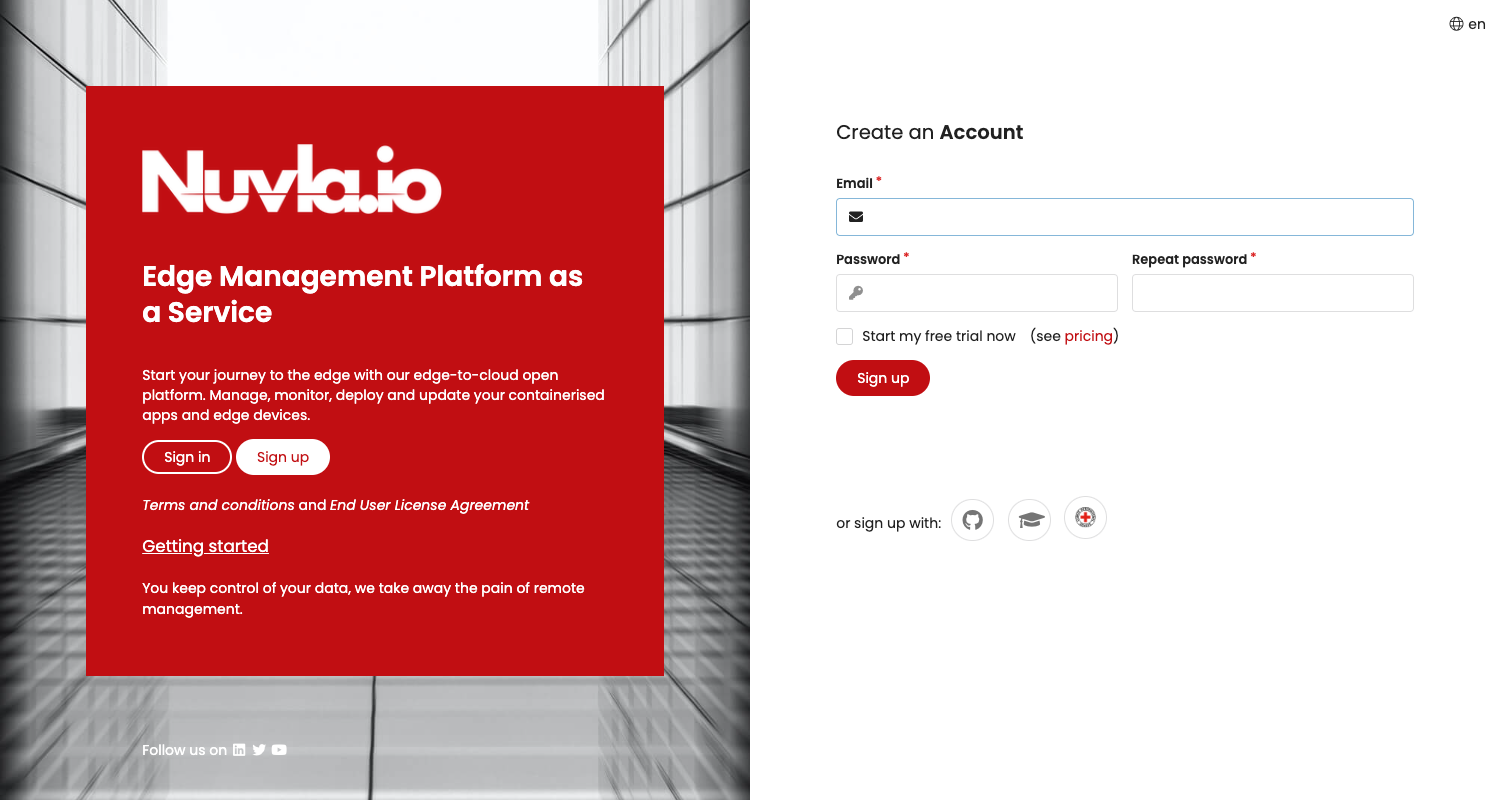 Nuvla.io
Edge Management Platform as
a Service
Start your journey to the edge with our edge-to-cloud open
platform. Manage, monitor, deploy and update your containerised
apps and edge devices.
Sign in
Sign up
Terms and conditions and End User License Agreement
Getting started
You keep control of your data, we take away the pain of remote
management.
Follow us on
en
Create an Account
Email *
Password *
Repeat password *
Start my free trial now (see pricing)
Sign up
or sign up with: